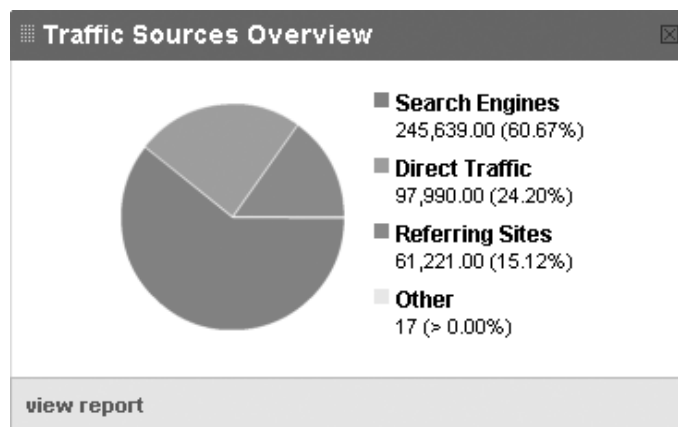 Traffic Sources Overview
Search Engines
245,639.00 (60.67%)
Direct Traffic
97,990.00 (24.20%)
Referring Sites
61,221.00 (15.12%)
Other
17 (> 0.00%)
view report